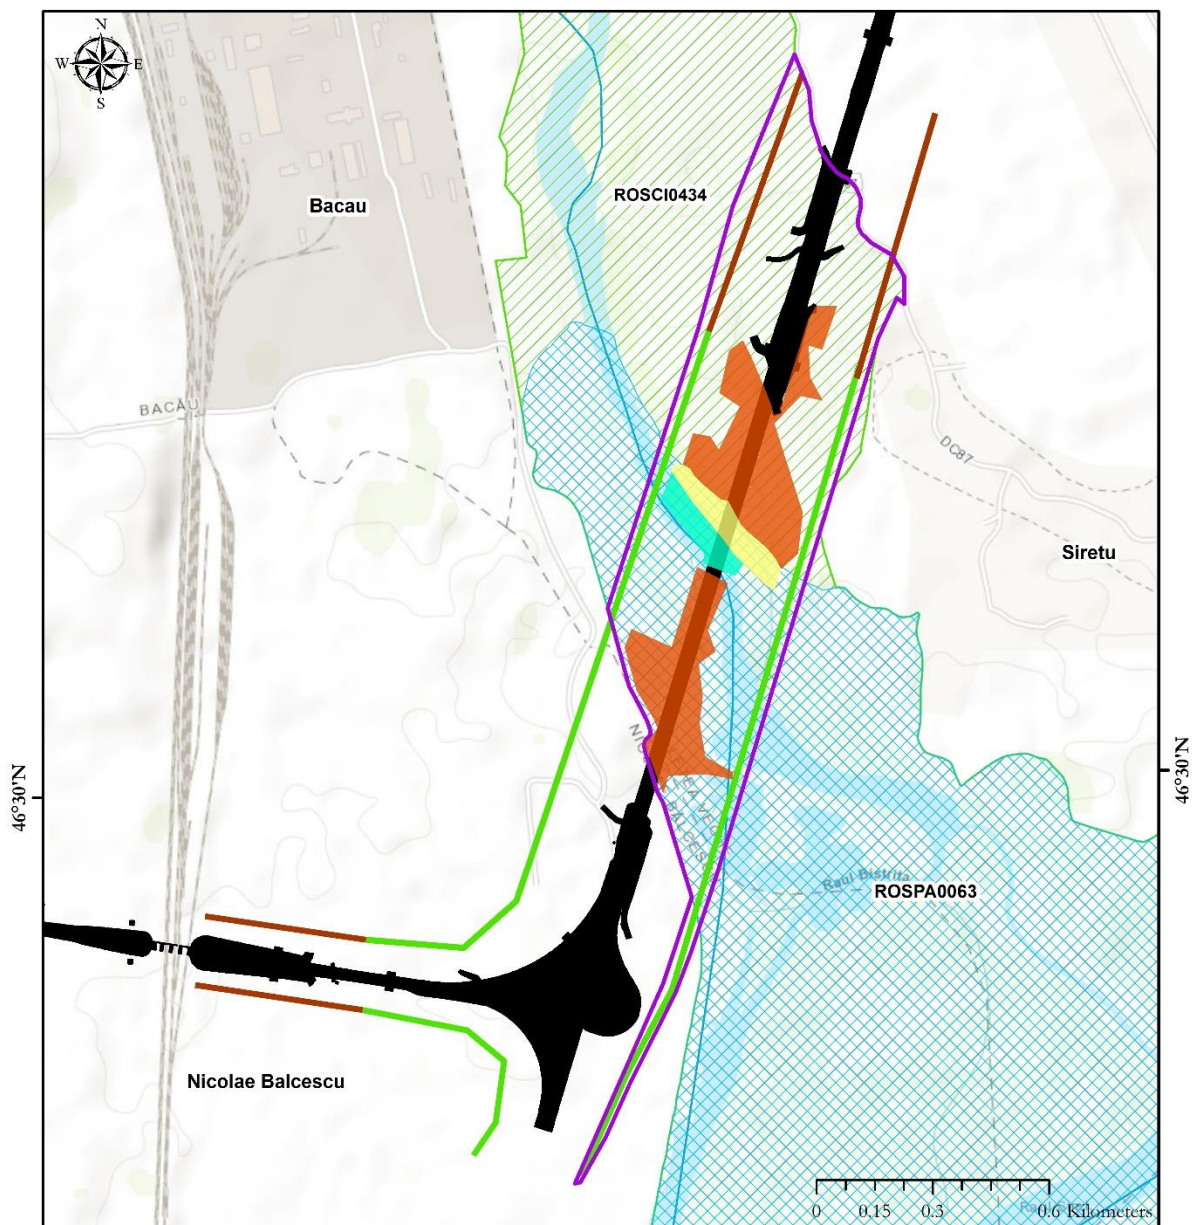 N
W E
S
ROSCI0434
Bacau
BACĂU
DC87
Siretu
46°30'N
46°30'N
Raul Bistrita
ROSPA0063
Nicolae Balcescu
0 0.15 0.3 0.6 Kilometers